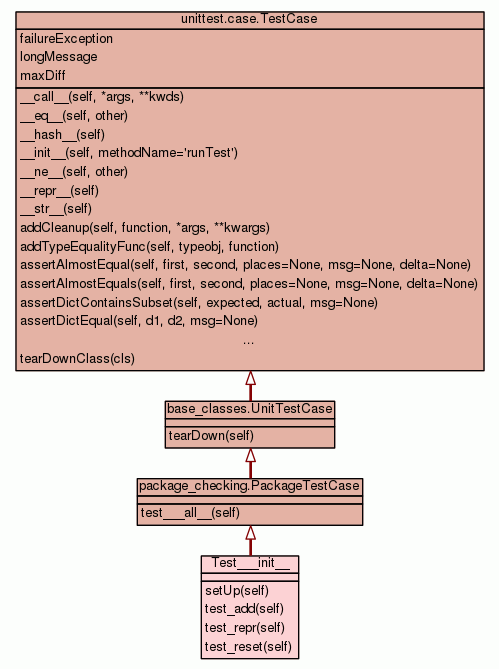 unittest.case.TestCase
failureException
longMessage
maxDiff
__call__(self, *args, **kwds)
__eq__(self, other)
__hash__(self)
__init__(self, methodName='runTest')
__ne__(self, other)
__repr__(self)
__str__(self)
addCleanup(self, function, *args, **kwargs)
addTypeEqualityFunc(self, typeobj, function)
assertAlmostEqual(self, first, second, places=None, msg=None, delta=None)
assertAlmostEquals(self, first, second, places=None, msg=None, delta=None)
assertDictContainsSubset(self, expected, actual, msg=None)
assertDictEqual(self, d1, d2, msg=None)
...
tearDownClass(cls)
base_classes.UnitTestCase
tearDown(self)
package_checking.PackageTestCase
test___all__(self)
Test___init__
setUp(self)
test_add(self)
test_repr(self)
test_reset(self)